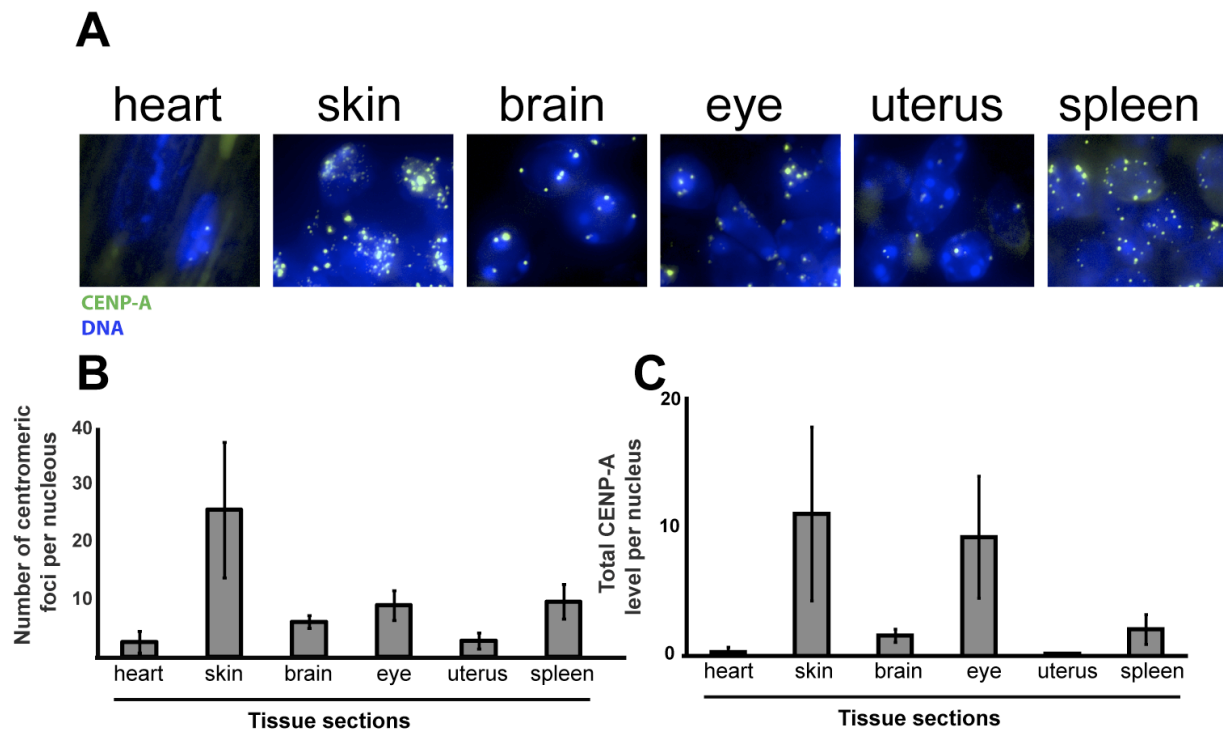 A
heart skin brain eye uterus spleen
CENP-A
DNA
B
Number of centromeric
foci per nucleous
40
30
20
10
heart skin brain eye uterus spleen
Tissue sections
C
Total CENP-A
level per nucleus
20
10
0
heart skin brain eye uterus spleen
Tissue sections